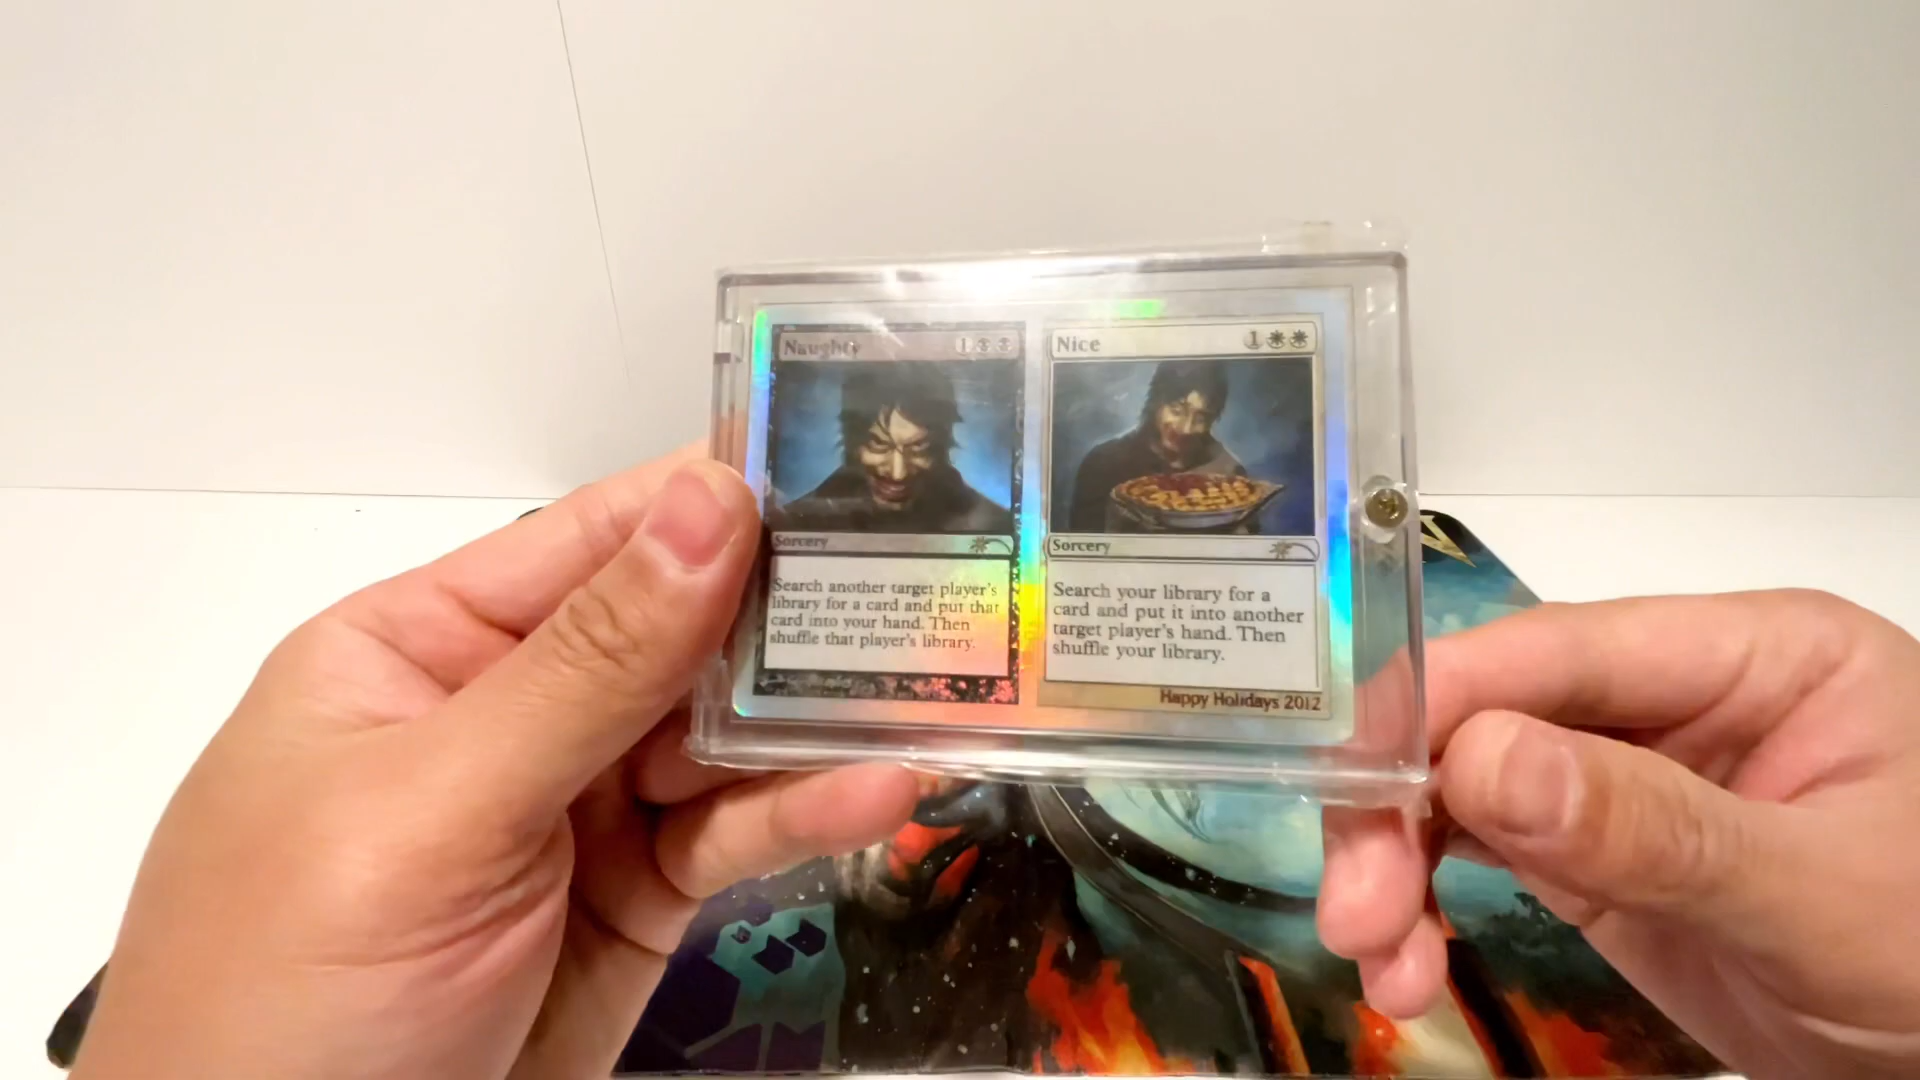 Naughty 1
Sorcery
Search another target player's
library for a card and put that
card into your hand. Then
shuffle that player's library.
Nice 1
Sorcery
Search your library for a
card and put it into another
target player's hand. Then
shuffle your library.
Happy Holidays 2012